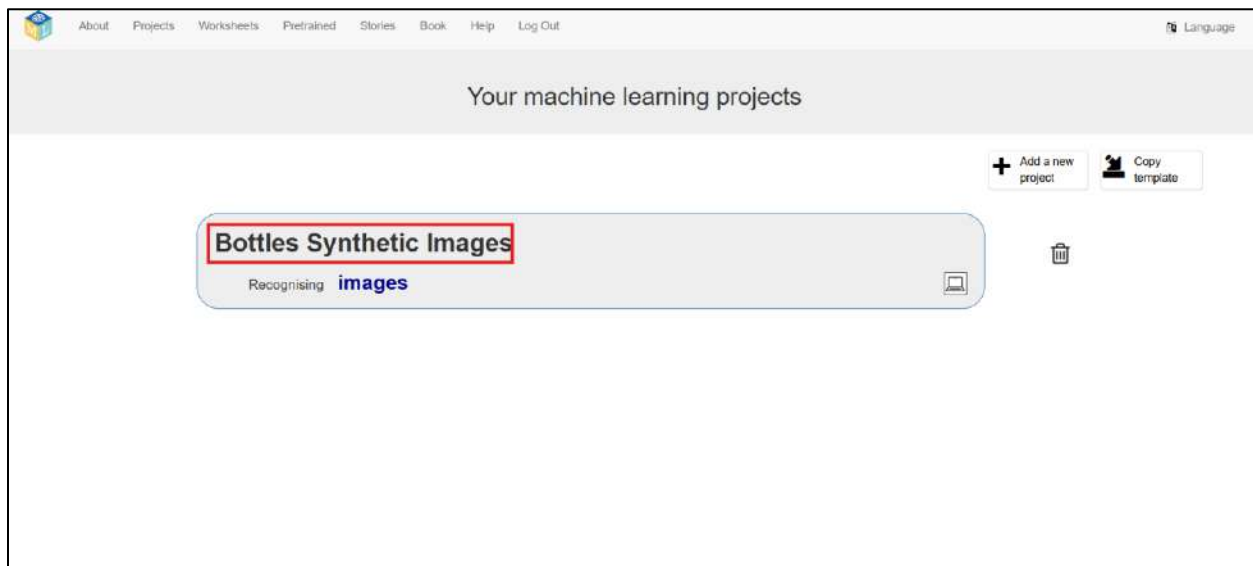 About Projects Worksheets Pretrained Stories Book Help Log Out Language
Your machine learning projects
Add a new
project
Copy
template
Bottles Synthetic Images
Recognising images